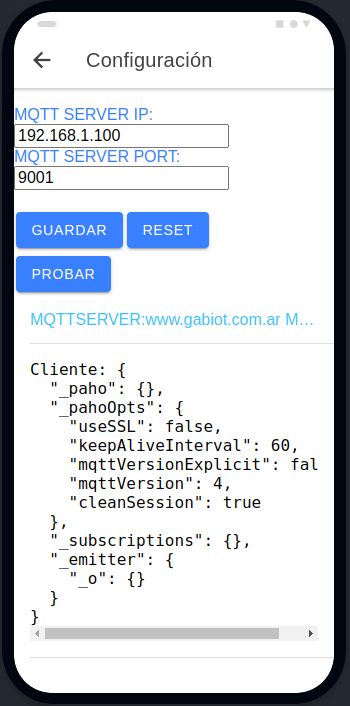 Configuración
MQTT SERVER IP:
192.168.1.100
MQTT SERVER PORT:
9001
GUARDAR RESET
PROBAR
MQTTSERVER:www.gabiot.com.ar M...
Cliente: {
  "_paho": {},
  "_pahoOpts": {
    "useSSL": false,
    "keepAliveInterval": 60,
    "mqttVersionExplicit": fal
    "mqttVersion": 4,
    "cleanSession": true
  },
  "_subscriptions": {},
  "_emitter": {
    "_o": {}
  }
}